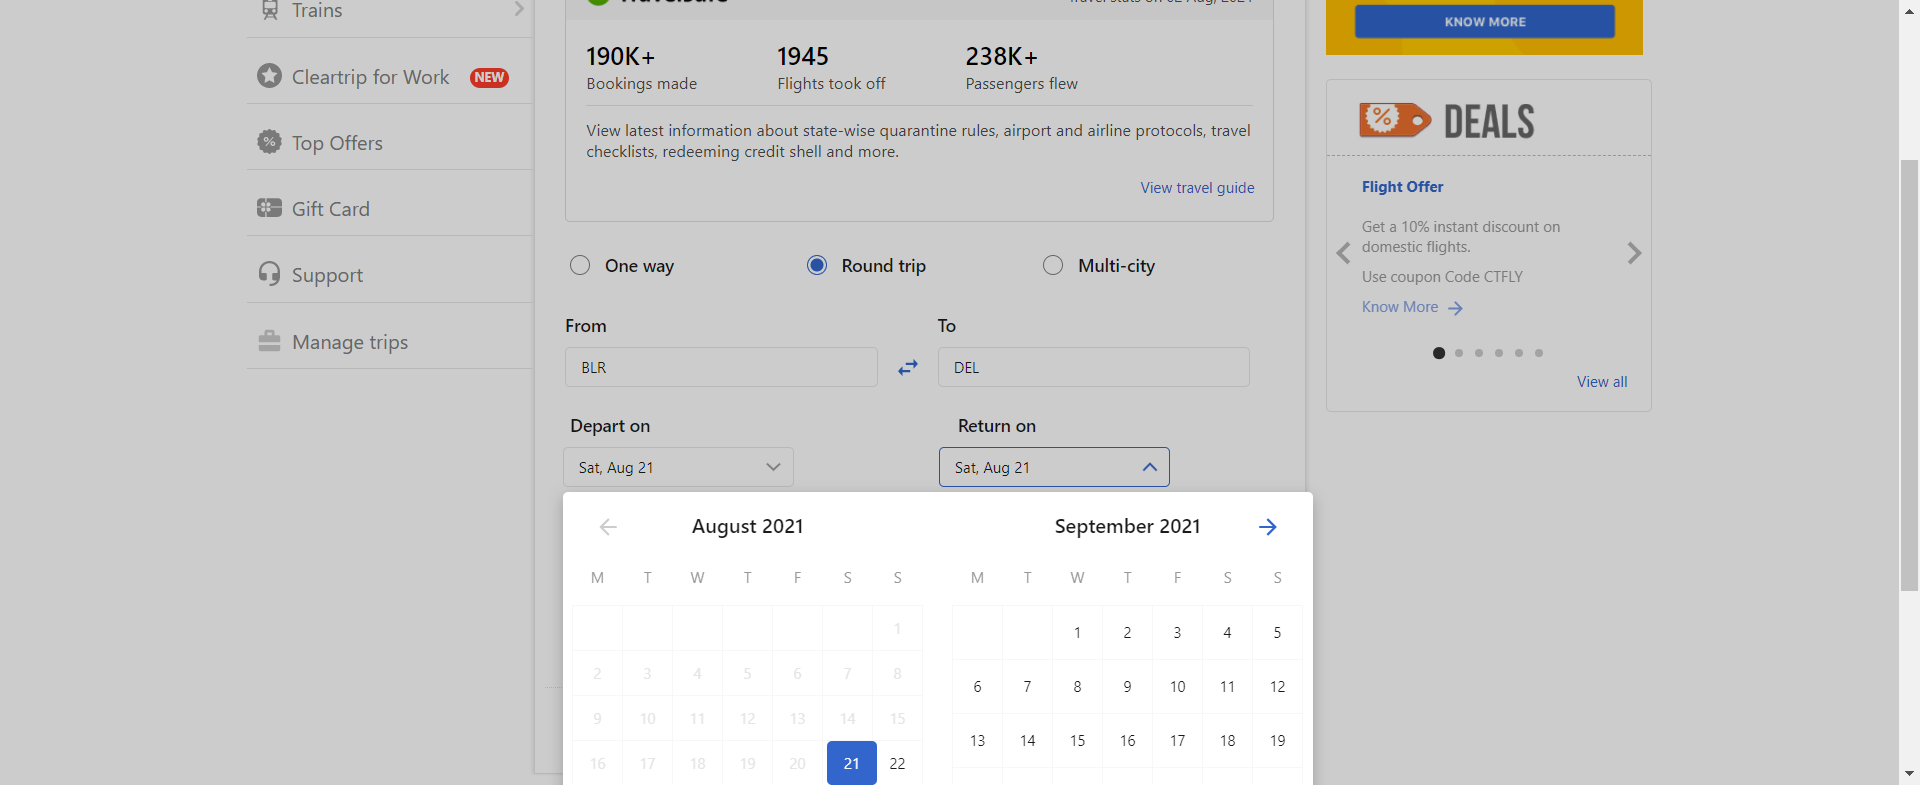 Trains
Cleartrip for Work NEW
Top Offers
Gift Card
Support
Manage trips
190K+ 1945 238K+
Bookings made Flights took off Passengers flew
View latest information about state-wise quarantine rules, airport and airline protocols, travel
checklists, redeeming credit shell and more.
View travel guide
One way Round trip Multi-city
From To
BLR DEL
Depart on Return on
Sat, Aug 21 Sat, Aug 21
August 2021 September 2021
M T W T F S S M T W T F S S
1 1 2 3 4 5
2 3 4 5 6 7 8 6 7 8 9 10 11 12
9 10 11 12 13 14 15 13 14 15 16 17 18 19
16 17 18 19 20 21 22
KNOW MORE
DEALS
Flight Offer
Get a 10% instant discount on
domestic flights.
Use coupon Code CTFLY
Know More
View all